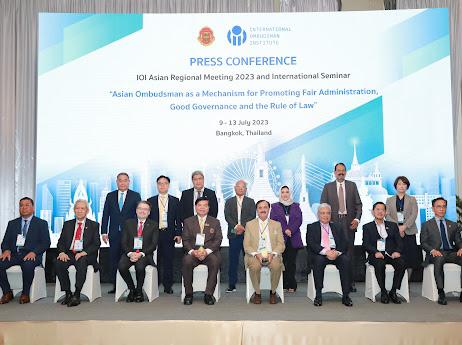 INTERNATIONAL
OMBUDSMAN
INSTITUTE
PRESS CONFERENCE
IOI Asian Regional Meeting 2023 and International Seminar
"Asian Ombudsman as a Mechanism for Promoting Fair Administration,
Good Governance and the Rule of Law"
9 - 13 July 2023
Bangkok, Thailand